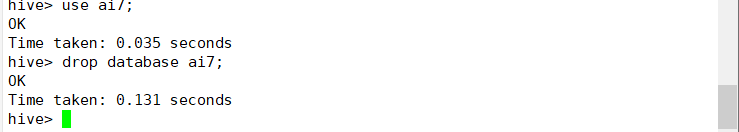 hive> use ai7;
OK
Time taken: 0.035 seconds
hive> drop database ai7;
OK
Time taken: 0.131 seconds
hive>